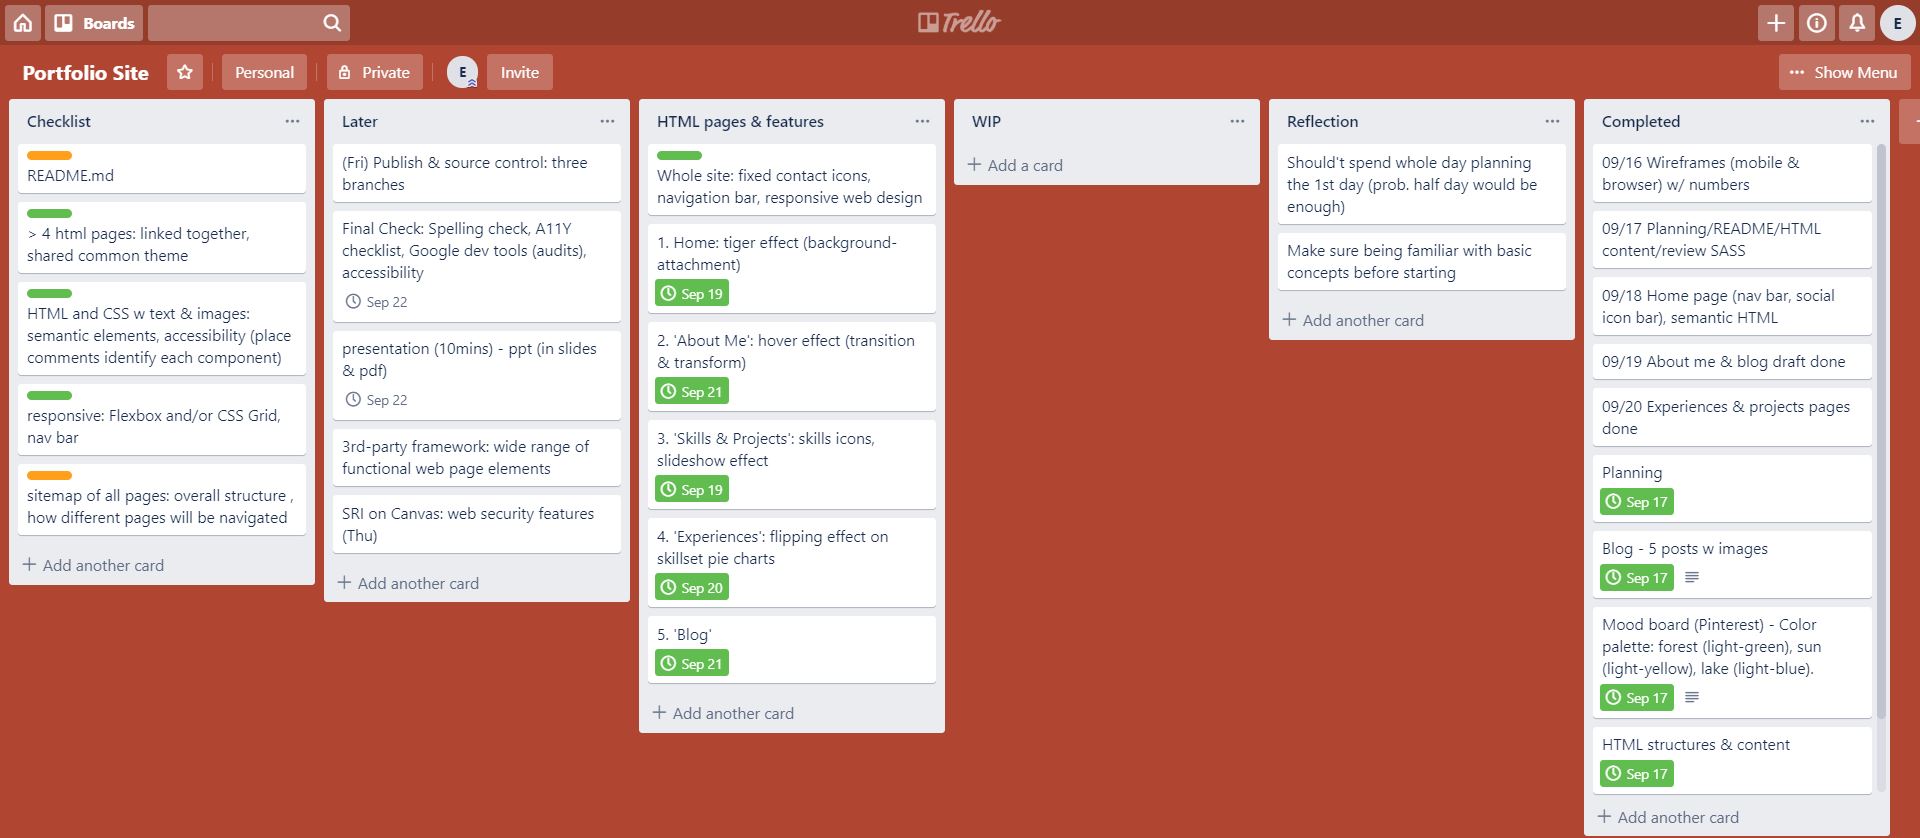 Boards
Trello
E
Portfolio Site
Personal
Private
E
Invite
Show Menu
Checklist
README.md
> 4 html pages: linked together,
shared common theme
HTML and CSS w text & images:
semantic elements, accessibility (place
comments identify each component)
responsive: Flexbox and/or CSS Grid,
nav bar
sitemap of all pages: overall structure ,
how different pages will be navigated
+ Add another card
Later
(Fri) Publish & source control: three
branches
Final Check: Spelling check, A11Y
checklist, Google dev tools (audits),
accessibility
Sep 22
presentation (10mins) - ppt (in slides
& pdf)
Sep 22
3rd-party framework: wide range of
functional web page elements
SRI on Canvas: web security features
(Thu)
+ Add another card
HTML pages & features
Whole site: fixed contact icons,
navigation bar, responsive web design
1. Home: tiger effect (background-
attachment)
Sep 19
2. 'About Me': hover effect (transition
& transform)
Sep 21
3. 'Skills & Projects': skills icons,
slideshow effect
Sep 19
4. 'Experiences': flipping effect on
skillset pie charts
Sep 20
5. 'Blog'
Sep 21
+ Add another card
WIP
+ Add a card
Reflection
Should't spend whole day planning
the 1st day (prob. half day would be
enough)
Make sure being familiar with basic
concepts before starting
+ Add another card
Completed
09/16 Wireframes (mobile &
browser) w/ numbers
09/17 Planning/README/HTML
content/review SASS
09/18 Home page (nav bar, social
icon bar), semantic HTML
09/19 About me & blog draft done
09/20 Experiences & projects pages
done
Planning
Sep 17
Blog - 5 posts w images
Sep 17
Mood board (Pinterest) - Color
palette: forest (light-green), sun
(light-yellow), lake (light-blue).
Sep 17
HTML structures & content
Sep 17
+ Add another card